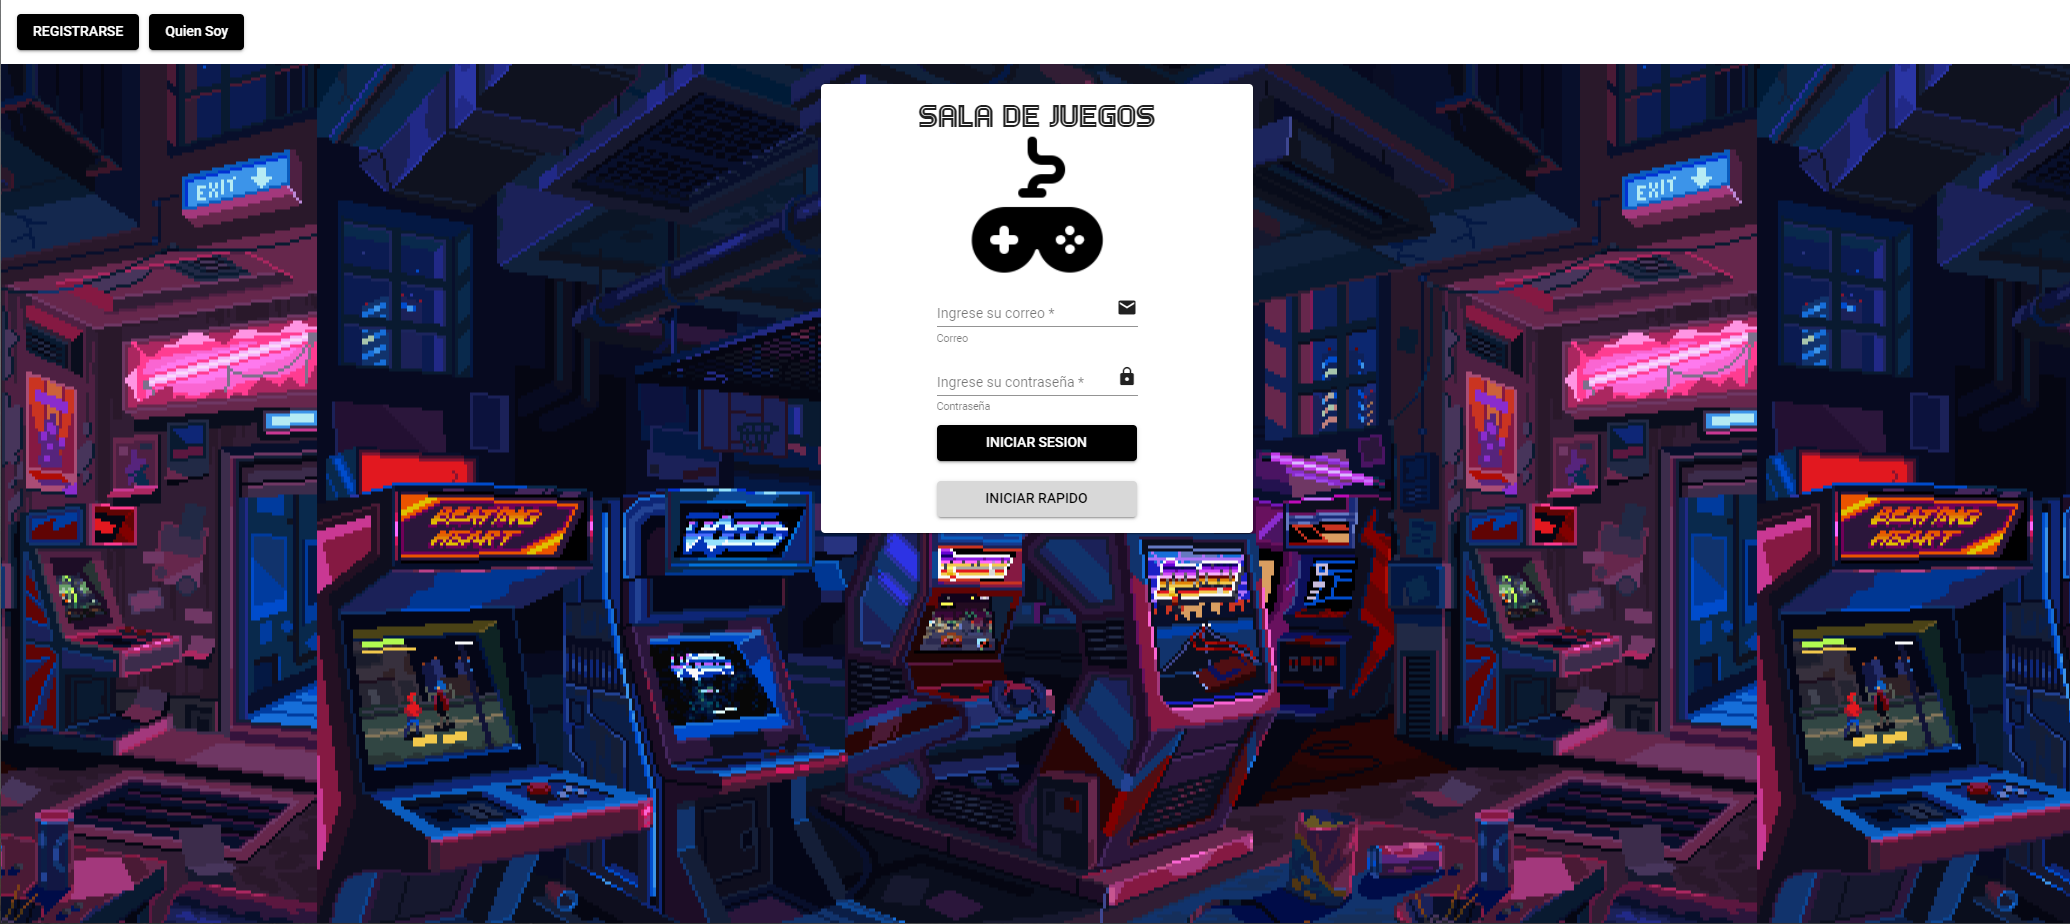 REGISTRARSE
Quien Soy
SALA DE JUEGOS
EXIT
EXIT
Ingrese su correo *
Correo
Ingrese su contraseña *
Contraseña
INICIAR SESION
INICIAR RAPIDO
BEATING
HEART
BEATING
HEART